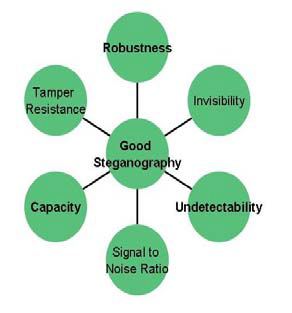 Robustness
Tamper
Resistance
Invisibility
Good
Steganography
Capacity
Undetectability
Signal to
Noise Ratio